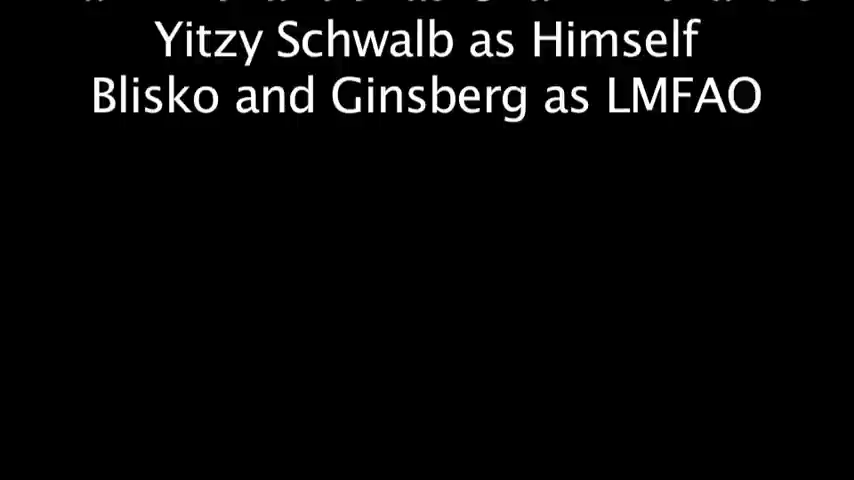 Yitzy Schwalb as Himself
Blisko and Ginsberg as LMFAO